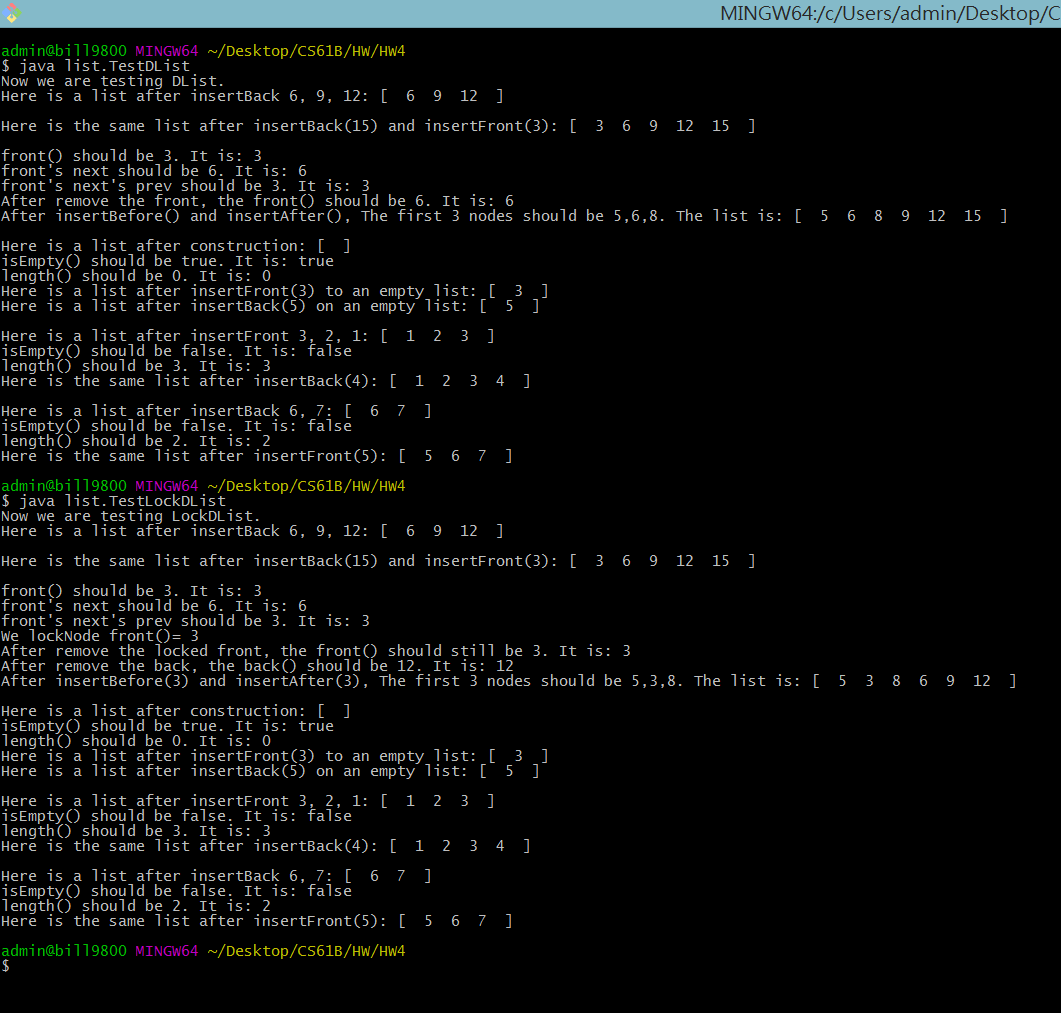 MINGW64:/c/Users/admin/Desktop/C
admin@bill9800 MINGW64 ~/Desktop/CS61B/HW/HW4
$ java list.TestDList
Now we are testing DList.
Here is a list after insertBack 6, 9, 12: [  6  9  12  ]
Here is the same list after insertBack(15) and insertFront(3): [  3  6  9  12  15  ]
front() should be 3. It is: 3
front's next should be 6. It is: 6
front's next's prev should be 3. It is: 3
After remove the front, the front() should be 6. It is: 6
After insertBefore() and insertAfter(), The first 3 nodes should be 5,6,8. The list is: [  5  6  8  9  12  15  ]
Here is a list after construction: [  ]
isEmpty() should be true. It is: true
length() should be 0. It is: 0
Here is a list after insertFront(3) to an empty list: [  3  ]
Here is a list after insertBack(5) on an empty list: [  5  ]
Here is a list after insertFront 3, 2, 1: [  1  2  3  ]
isEmpty() should be false. It is: false
length() should be 3. It is: 3
Here is the same list after insertBack(4): [  1  2  3  4  ]
Here is a list after insertBack 6, 7: [  6  7  ]
isEmpty() should be false. It is: false
length() should be 2. It is: 2
Here is the same list after insertFront(5): [  5  6  7  ]
admin@bill9800 MINGW64 ~/Desktop/CS61B/HW/HW4
$ java list.TestLockDList
Now we are testing LockDList.
Here is a list after insertBack 6, 9, 12: [  6  9  12  ]
Here is the same list after insertBack(15) and insertFront(3): [  3  6  9  12  15  ]
front() should be 3. It is: 3
front's next should be 6. It is: 6
front's next's prev should be 3. It is: 3
We lockNode front()= 3
After remove the locked front, the front() should still be 3. It is: 3
After remove the back, the back() should be 12. It is: 12
After insertBefore(3) and insertAfter(3), The first 3 nodes should be 5,3,8. The list is: [  5  3  8  6  9  12  ]
Here is a list after construction: [  ]
isEmpty() should be true. It is: true
length() should be 0. It is: 0
Here is a list after insertFront(3) to an empty list: [  3  ]
Here is a list after insertBack(5) on an empty list: [  5  ]
Here is a list after insertFront 3, 2, 1: [  1  2  3  ]
isEmpty() should be false. It is: false
length() should be 3. It is: 3
Here is the same list after insertBack(4): [  1  2  3  4  ]
Here is a list after insertBack 6, 7: [  6  7  ]
isEmpty() should be false. It is: false
length() should be 2. It is: 2
Here is the same list after insertFront(5): [  5  6  7  ]
admin@bill9800 MINGW64 ~/Desktop/CS61B/HW/HW4
$